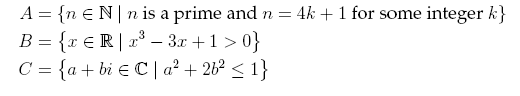 A = {n ∈ ℕ | n is a prime and n = 4k + 1 for some integer k}
B = {x ∈ ℝ | x³ − 3x + 1 > 0}
C = {a + bi ∈ ℂ | a² + 2b² ≤ 1}